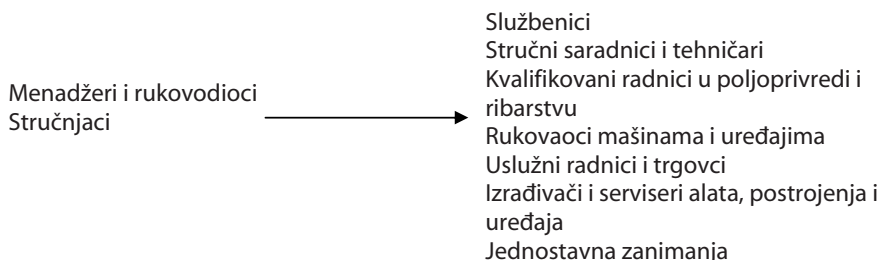 Menadžeri i rukovodioci
Stručnjaci
Službenici
Stručni saradnici i tehničari
Kvalifikovani radnici u poljoprivredi i
ribarstvu
Rukovaoci mašinama i uređajima
Uslužni radnici i trgovci
Izrađivači i serviseri alata, postrojenja i
uređaja
Jednostavna zanimanja